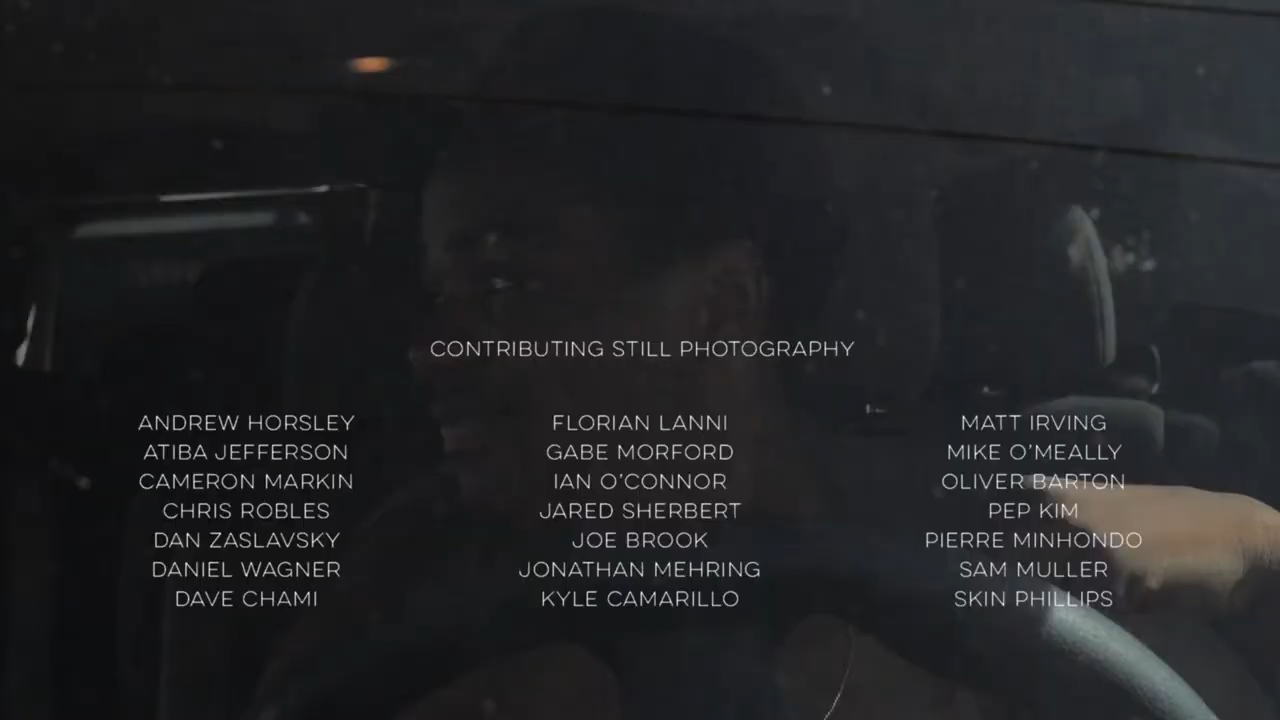 CONTRIBUTING STILL PHOTOGRAPHY
ANDREW HORSLEY
ATIBA JEFFERSON
CAMERON MARKIN
CHRIS ROBLES
DAN ZASLAVSKY
DANIEL WAGNER
DAVE CHAMI
FLORIAN LANNI
GABE MORFORD
IAN O'CONNOR
JARED SHERBERT
JOE BROOK
JONATHAN MEHRING
KYLE CAMARILLO
MATT IRVING
MIKE O'MEALLY
OLIVER BARTON
PEP KIM
PIERRE MINHONDO
SAM MULLER
SKIN PHILLIPS